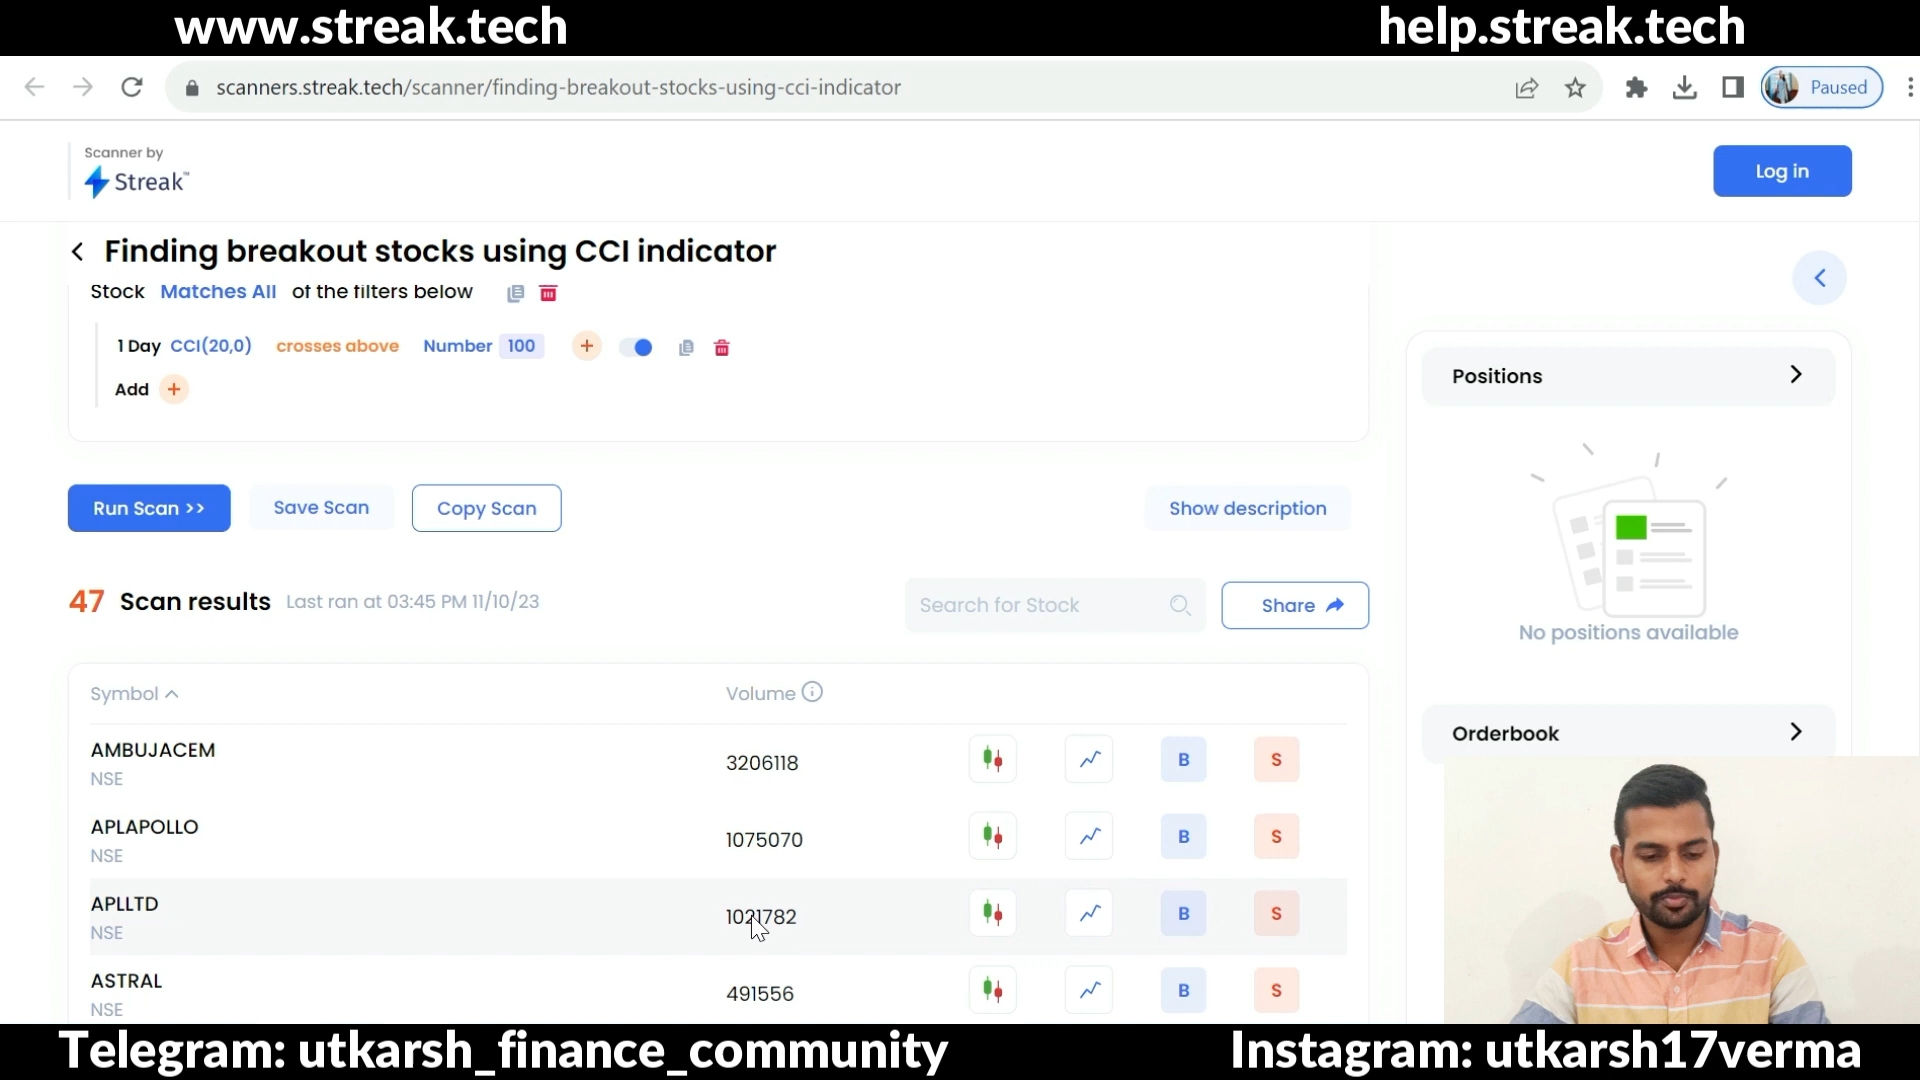 www.streak.tech
help.streak.tech
scanners.streak.tech/scanner/finding-breakout-stocks-using-cci-indicator
Paused
Scanner by
Streak™
Log in
Finding breakout stocks using CCI indicator
Stock Matches All of the filters below
1 Day CCI(20,0) crosses above Number 100 +
Add +
Positions
Run Scan >>
Save Scan
Copy Scan
Show description
47 Scan results Last ran at 03:45 PM 11/10/23
Search for Stock
Share
No positions available
Symbol
Volume
Orderbook
AMBUJACEM
NSE
3206118
B
S
APLAPOLLO
NSE
1075070
B
S
APLLTD
NSE
1021782
B
S
ASTRAL
NSE
491556
B
S
Telegram: utkarsh_finance_community
Instagram: utkarsh17verma